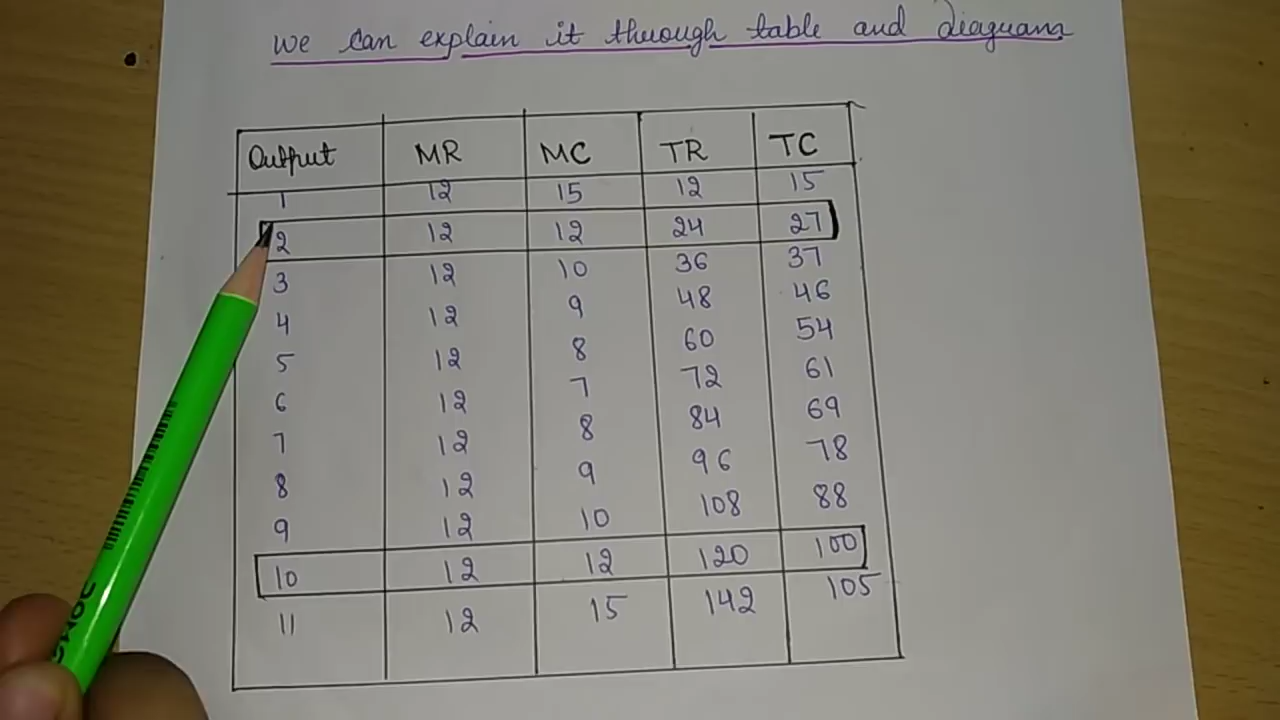 we can explain it through table and diagram
Output MR MC TR TC
1 12 15 12 15
2 12 12 24 27
3 12 10 36 37
4 12 9 48 46
5 12 8 60 54
6 12 7 72 61
7 12 8 84 69
8 12 9 96 78
9 12 10 108 88
10 12 12 120 100
11 12 15 142 105